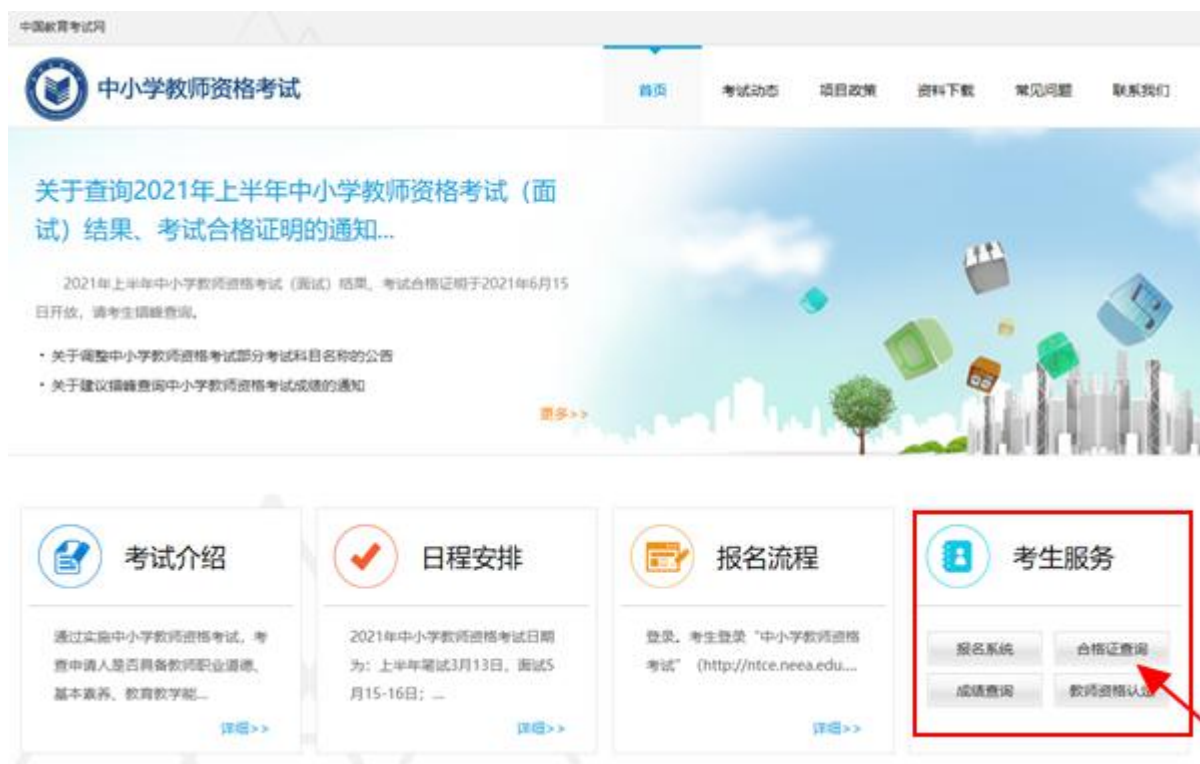 中国教育考试网
中小学教师资格考试
首页 考试动态 项目政策 资料下载 常见问题 联系我们
关于查询2021年上半年中小学教师资格考试（面
试）结果、考试合格证明的通知...
2021年上半年中小学教师资格考试（面试）结果、考试合格证明于2021年6月15
日开放，请考生错峰查询。
・关于调整中小学教师资格考试部分考试科目名称的公告
・关于建议错峰查询中小学教师资格考试成绩的通知
更多>>
考试介绍
通过实施中小学教师资格考试，考
查申请人是否具备教师职业道德、
基本素养、教育教学能...
详细>>
日程安排
2021年中小学教师资格考试日期
为：上半年笔试3月13日，面试5
月15-16日；...
详细>>
报名流程
登录。考生登录“中小学教师资格
考试”（http://ntce.neea.edu....
详细>>
考生服务
报名系统 合格证查询
成绩查询 教师资格认定